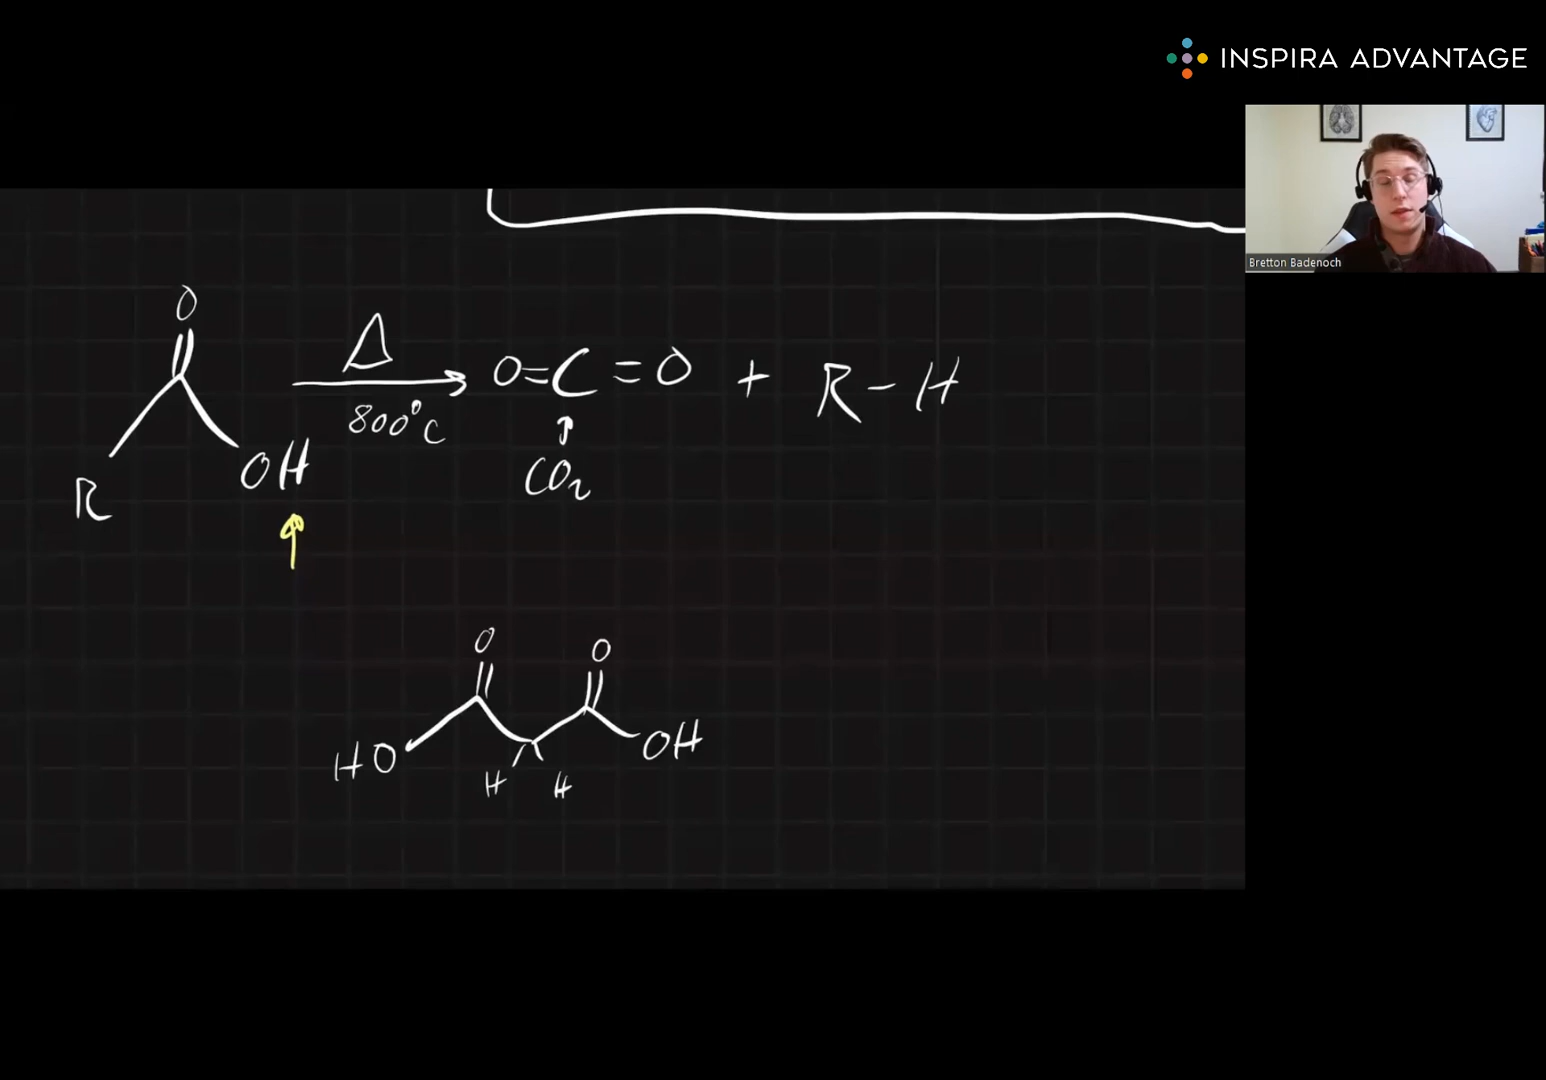 INSPIRA ADVANTAGE
Bretton Badenoch
O
Δ
O=C=O + R-H
800°C
OH
CO₂
R
O O
HO OH
H H